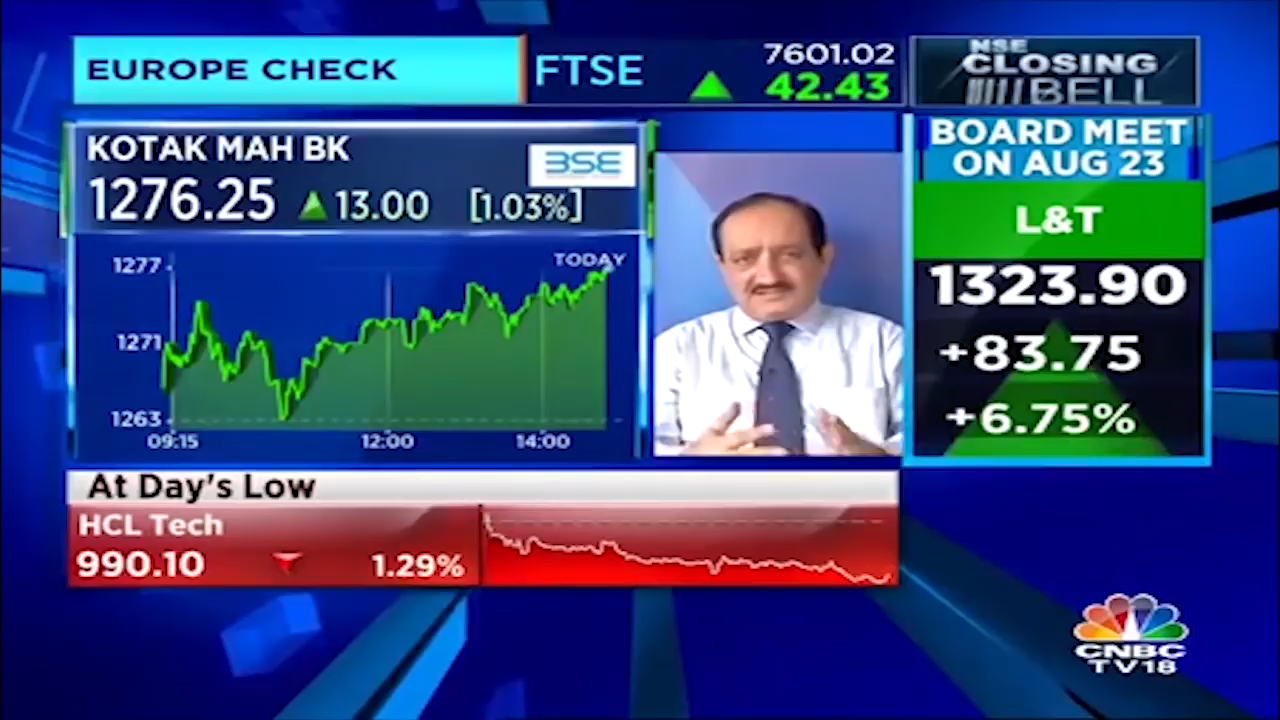 EUROPE CHECK
FTSE
7601.02
42.43
NSE
CLOSING
BELL
KOTAK MAH BK
BSE
1276.25 13.00 [1.03%]
TODAY
1277
1271
1263
09:15 12:00 14:00
BOARD MEET
ON AUG 23
L&T
1323.90
+83.75
+6.75%
At Day's Low
HCL Tech
990.10 1.29%
CNBC
TV18